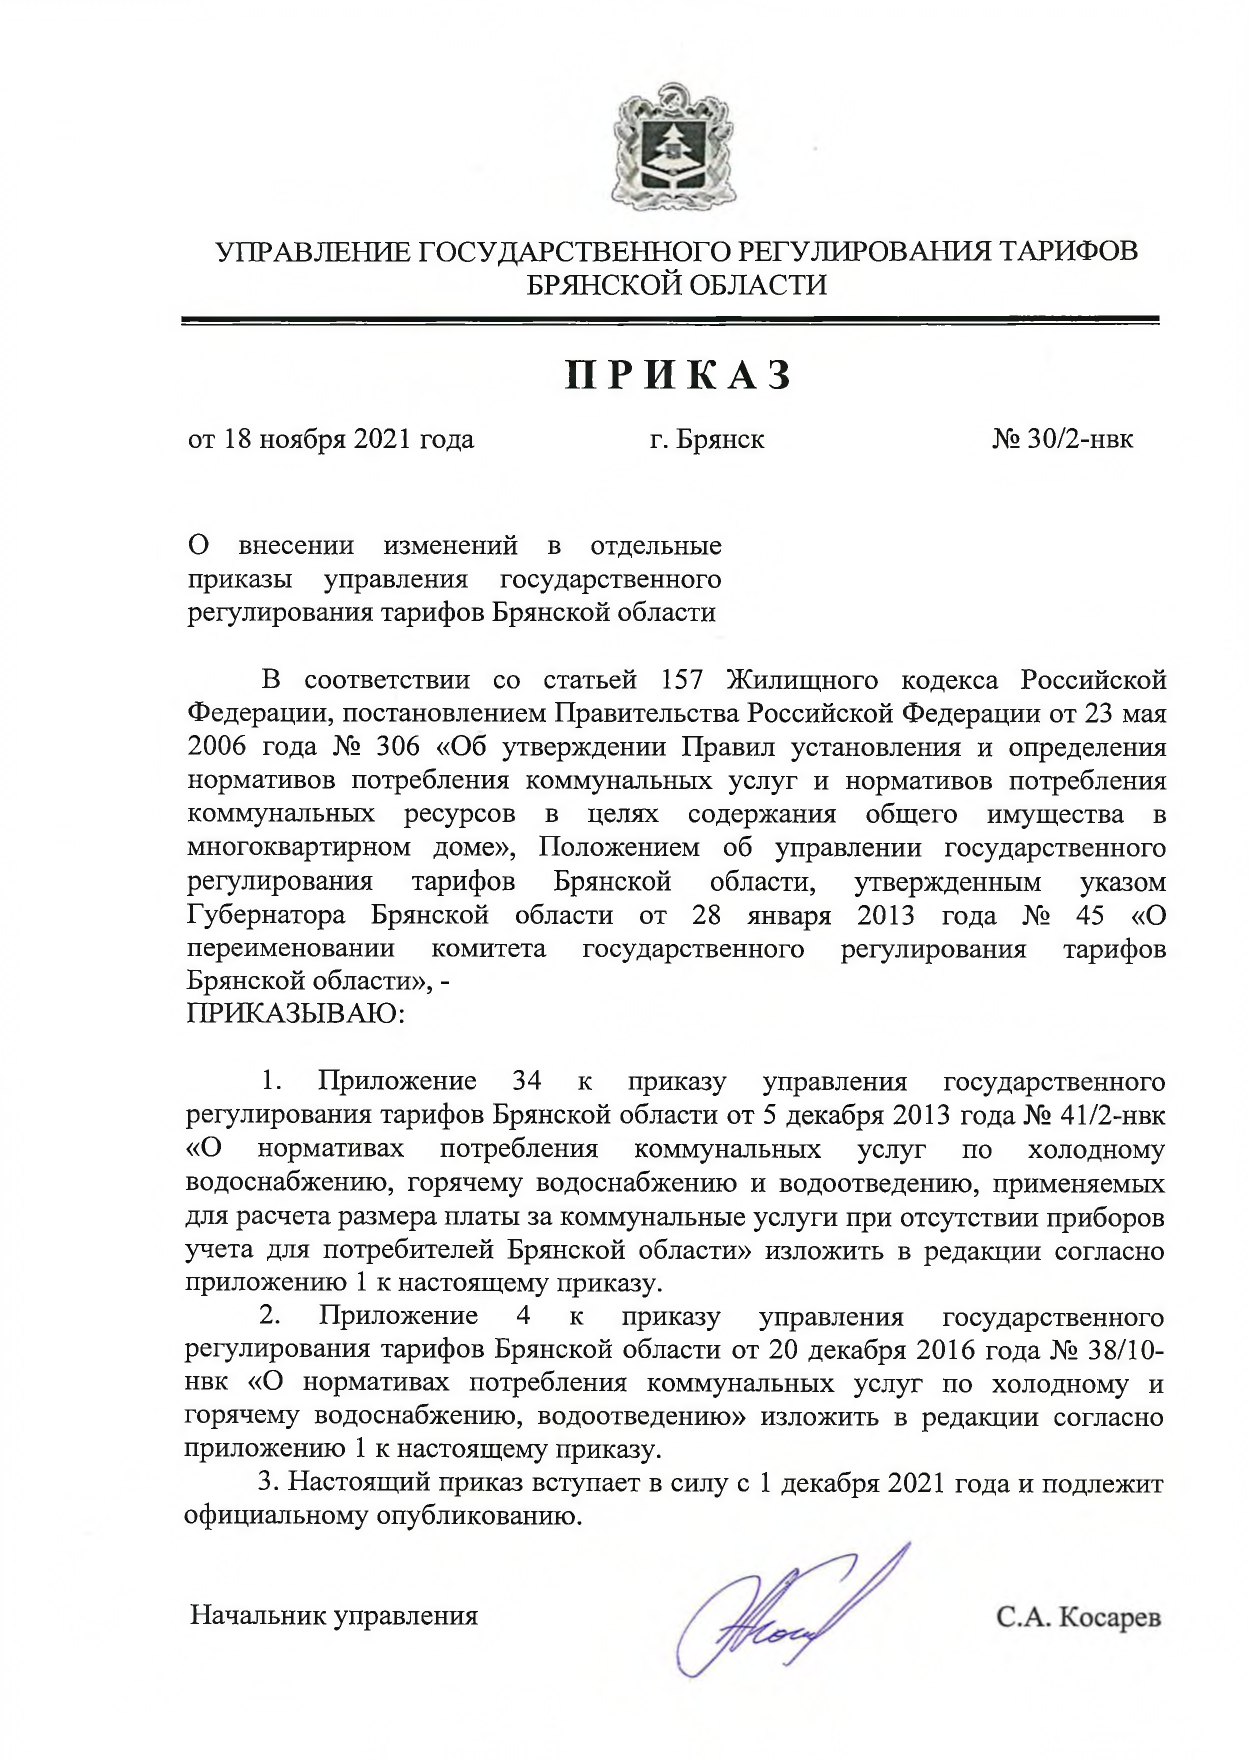 УПРАВЛЕНИЕ ГОСУДАРСТВЕННОГО РЕГУЛИРОВАНИЯ ТАРИФОВ
БРЯНСКОЙ ОБЛАСТИ
П Р И К А З
от 18 ноября 2021 года г. Брянск № 30/2-нвк
О внесении изменений в отдельные
приказы управления государственного
регулирования тарифов Брянской области
В соответствии со статьей 157 Жилищного кодекса Российской
Федерации, постановлением Правительства Российской Федерации от 23 мая
2006 года № 306 «Об утверждении Правил установления и определения
нормативов потребления коммунальных услуг и нормативов потребления
коммунальных ресурсов в целях содержания общего имущества в
многоквартирном доме», Положением об управлении государственного
регулирования тарифов Брянской области, утвержденным указом
Губернатора Брянской области от 28 января 2013 года № 45 «О
переименовании комитета государственного регулирования тарифов
Брянской области», -
ПРИКАЗЫВАЮ:
1. Приложение 34 к приказу управления государственного
регулирования тарифов Брянской области от 5 декабря 2013 года № 41/2-нвк
«О нормативах потребления коммунальных услуг по холодному
водоснабжению, горячему водоснабжению и водоотведению, применяемых
для расчета размера платы за коммунальные услуги при отсутствии приборов
учета для потребителей Брянской области» изложить в редакции согласно
приложению 1 к настоящему приказу.
2. Приложение 4 к приказу управления государственного
регулирования тарифов Брянской области от 20 декабря 2016 года № 38/10-
нвк «О нормативах потребления коммунальных услуг по холодному и
горячему водоснабжению, водоотведению» изложить в редакции согласно
приложению 1 к настоящему приказу.
3. Настоящий приказ вступает в силу с 1 декабря 2021 года и подлежит
официальному опубликованию.
Начальник управления С.А. Косарев